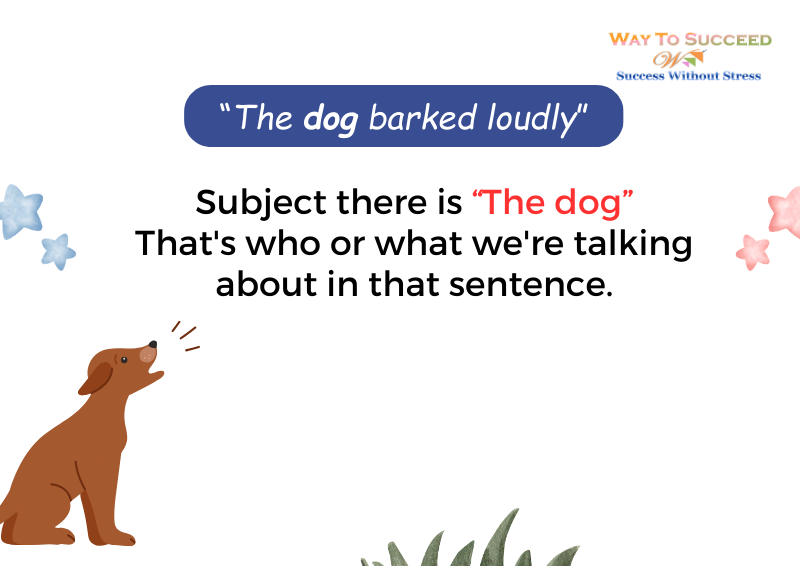 WAY TO SUCCEED
Success Without Stress
“The dog barked loudly”
Subject there is “The dog”
That's who or what we're talking
about in that sentence.